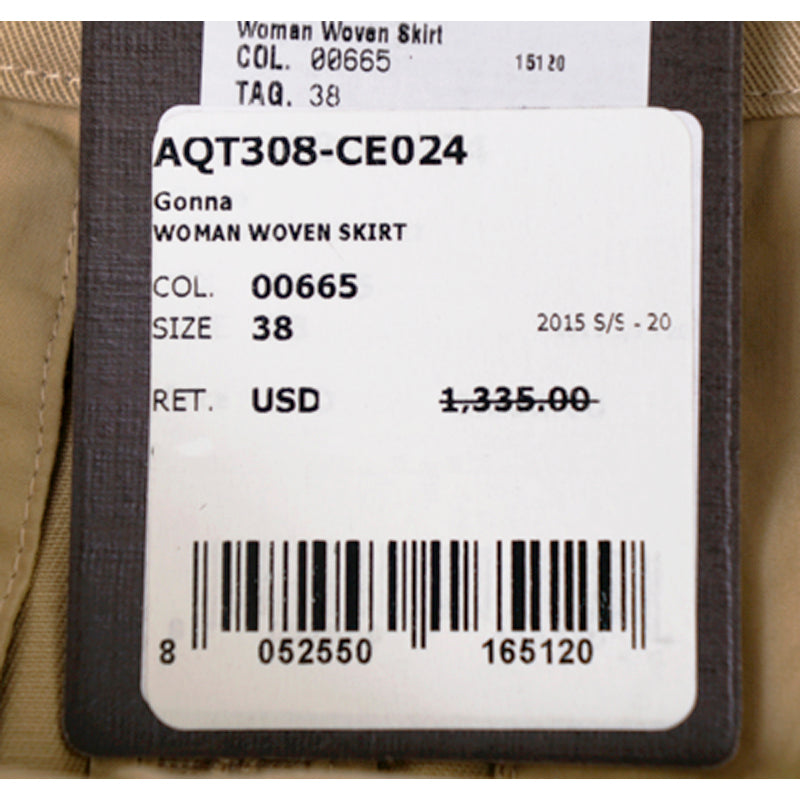 Woman Woven Skirt
COL. 00665 15120
TAG. 38
AQT308-CE024
Gonna
WOMAN WOVEN SKIRT
COL. 00665
SIZE 38 2015 S/S - 20
RET. USD 1,335.00
8 052550 165120